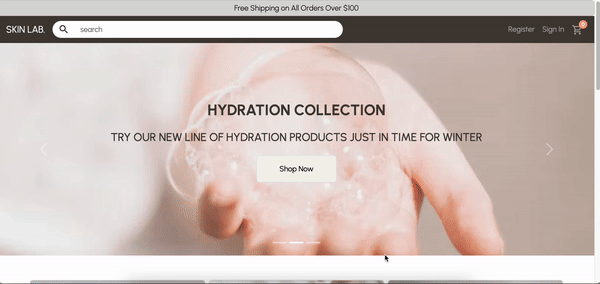 Free Shipping on All Orders Over $100
SKIN LAB.
search
Register
Sign In
0
HYDRATION COLLECTION
TRY OUR NEW LINE OF HYDRATION PRODUCTS JUST IN TIME FOR WINTER
Shop Now